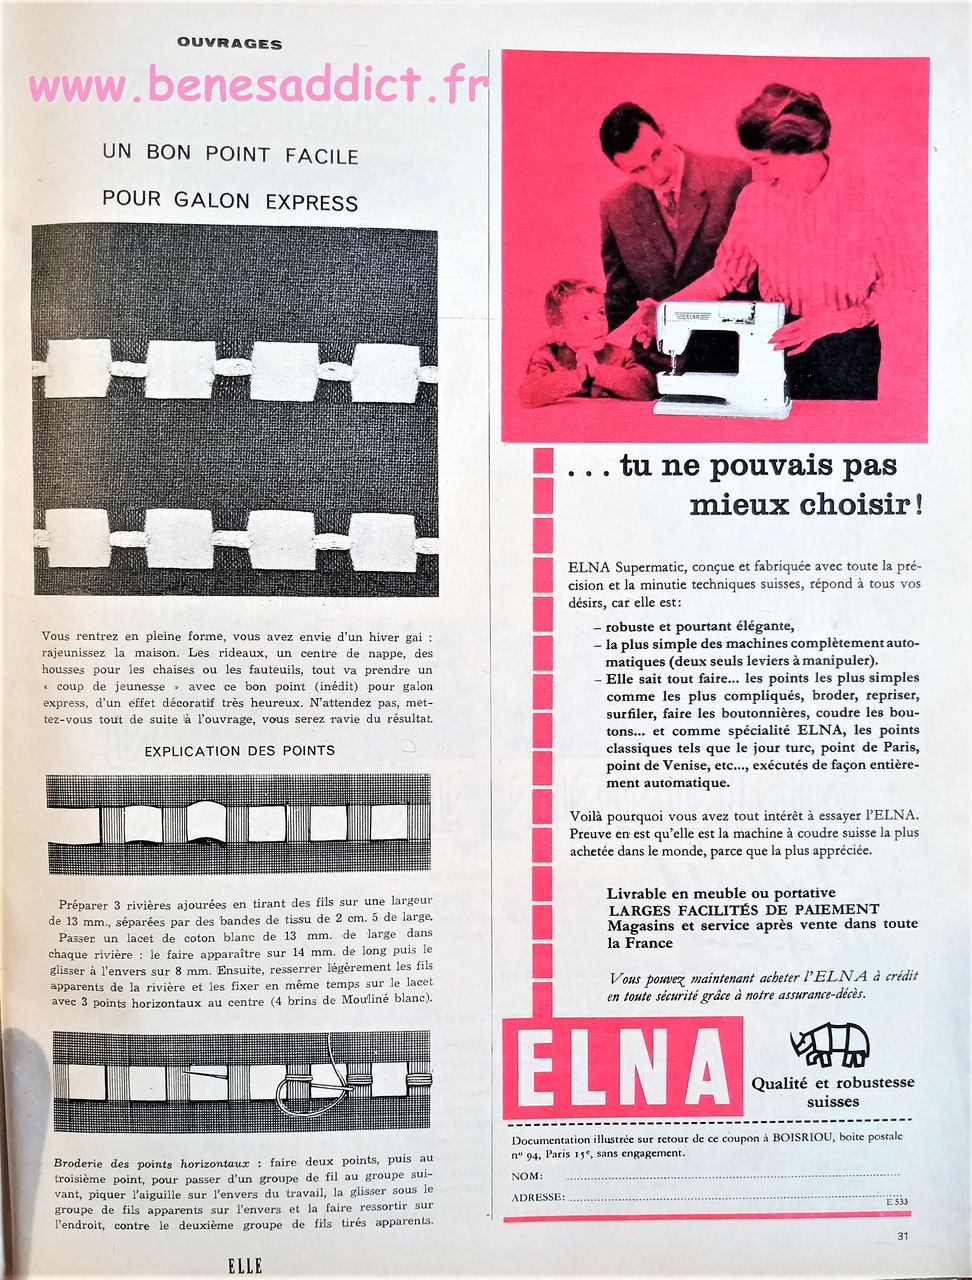 OUVRAGES
www.benesaddict.fr
UN BON POINT FACILE
POUR GALON EXPRESS
Vous rentrez en pleine forme, vous avez envie d'un hiver gai :
rajeunissez la maison. Les rideaux, un centre de nappe, des
housses pour les chaises ou les fauteuils, tout va prendre un
« coup de jeunesse » avec ce bon point (inédit) pour galon
express, d'un effet décoratif très heureux. N'attendez pas, met-
tez-vous tout de suite à l'ouvrage, vous serez ravie du résultat.
EXPLICATION DES POINTS
Préparer 3 rivières ajourées en tirant des fils sur une largeur
de 13 mm., séparées par des bandes de tissu de 2 cm. 5 de large.
Passer un lacet de coton blanc de 13 mm. de large dans
chaque rivière : le faire apparaître sur 14 mm. de long puis le
glisser à l'envers sur 8 mm. Ensuite, resserrer légèrement les fils
apparents de la rivière et les fixer en même temps sur le lacet
avec 3 points horizontaux au centre (4 brins de Mouliné blanc).
Broderie des points horizontaux : faire deux points, puis au
troisième point, pour passer d'un groupe de fil au groupe sui-
vant, piquer l'aiguille sur l'envers du travail, la glisser sous le
groupe de fils apparents sur l'envers et la faire ressortir sur
l'endroit, contre le deuxième groupe de fils tirés apparents.
ELLE
ELNA
. . . tu ne pouvais pas
mieux choisir !
ELNA Supermatic, conçue et fabriquée avec toute la pré-
cision et la minutie techniques suisses, répond à tous vos
désirs, car elle est :
– robuste et pourtant élégante,
– la plus simple des machines complètement auto-
matiques (deux seuls leviers à manipuler).
– Elle sait tout faire... les points les plus simples
comme les plus compliqués, broder, repriser,
surfiler, faire les boutonnières, coudre les bou-
tons... et comme spécialité ELNA, les points
classiques tels que le jour turc, point de Paris,
point de Venise, etc..., exécutés de façon entière-
ment automatique.
Voilà pourquoi vous avez tout intérêt à essayer l'ELNA.
Preuve en est qu'elle est la machine à coudre suisse la plus
achetée dans le monde, parce que la plus appréciée.
Livrable en meuble ou portative
LARGES FACILITÉS DE PAIEMENT
Magasins et service après vente dans toute
la France
Vous pouvez maintenant acheter l'ELNA à crédit
en toute sécurité grâce à notre assurance-décès.
ELNA
Qualité et robustesse
suisses
Documentation illustrée sur retour de ce coupon à BOISRIOU, boite postale
n° 94, Paris 15e, sans engagement.
NOM:
ADRESSE:
E 533
31